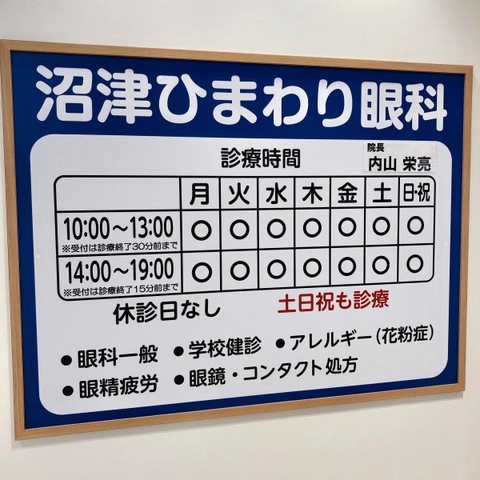 沼津ひまわり眼科
診療時間
院長
内山 栄亮
月 火 水 木 金 土 日・祝
10:00〜13:00 ○ ○ ○ ○ ○ ○ ○
※受付は診療終了30分前まで
14:00〜19:00 ○ ○ ○ ○ ○ ○ ○
※受付は診療終了15分前まで
休診日なし 土日祝も診療
●眼科一般 ●学校健診 ●アレルギー(花粉症)
●眼精疲労 ●眼鏡・コンタクト処方